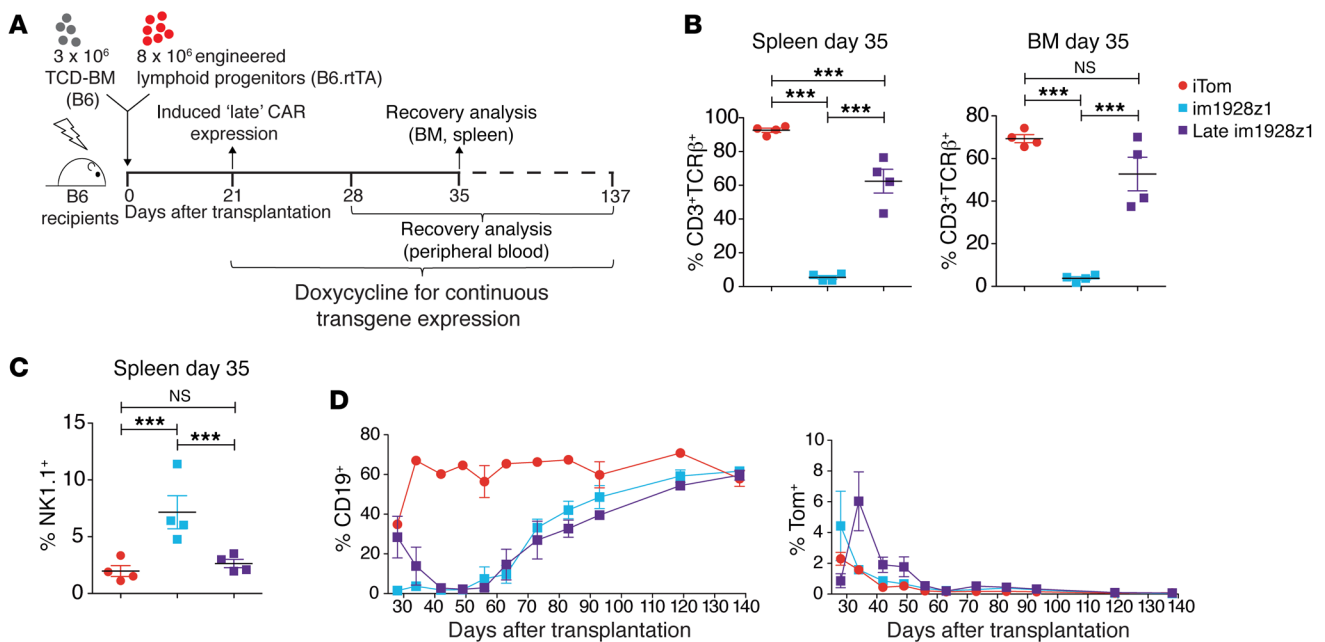 A
3 x 10⁶
TCD-BM
(B6)
8 x 10⁶ engineered
lymphoid progenitors (B6.rtTA)
Induced 'late' CAR
expression
Recovery analysis
(BM, spleen)
B6
recipients
0 21 28 35 137
Days after transplantation
Recovery analysis
(peripheral blood)
Doxycycline for continuous
transgene expression
B
Spleen day 35
***
*** ***
% CD3⁺TCRβ⁺
100
80
60
40
20
0
BM day 35
NS
*** ***
% CD3⁺TCRβ⁺
80
60
40
20
0
iTom
im1928z1
Late im1928z1
C
Spleen day 35
NS
***
***
% NK1.1⁺
15
10
5
0
D
% CD19⁺
80
60
40
20
0
30 40 50 60 70 80 90 100 110 120 130 140
Days after transplantation
% Tom⁺
10
8
6
4
2
0
30 40 50 60 70 80 90 100 110 120 130 140
Days after transplantation